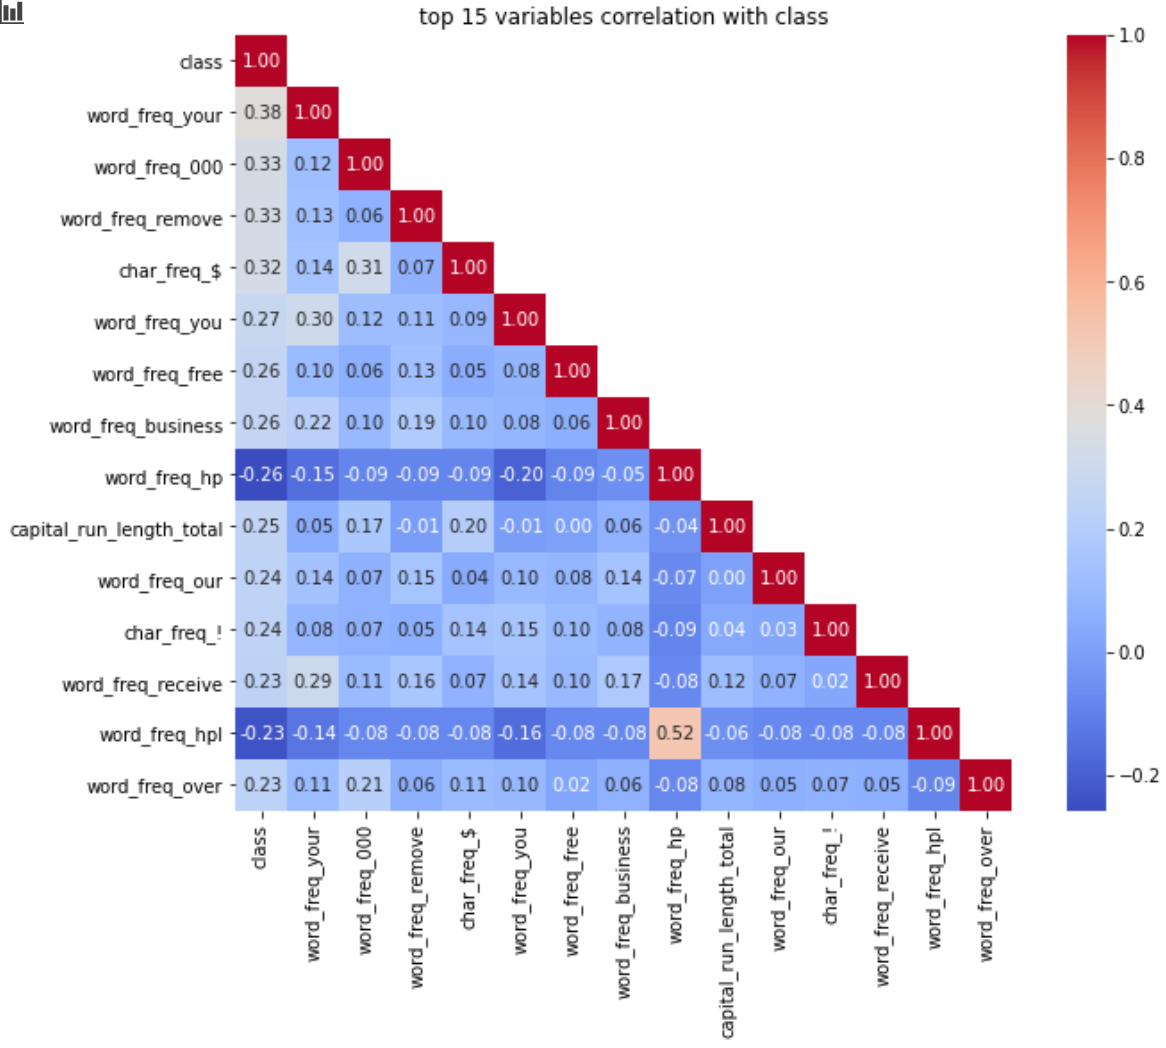 top 15 variables correlation with class
class 1.00
word_freq_your 0.38 1.00
word_freq_000 0.33 0.12 1.00
word_freq_remove 0.33 0.13 0.06 1.00
char_freq_$ 0.32 0.14 0.31 0.07 1.00
word_freq_you 0.27 0.30 0.12 0.11 0.09 1.00
word_freq_free 0.26 0.10 0.06 0.13 0.05 0.08 1.00
word_freq_business 0.26 0.22 0.10 0.19 0.10 0.08 0.06 1.00
word_freq_hp -0.26 -0.15 -0.09 -0.09 -0.09 -0.20 -0.09 -0.05 1.00
capital_run_length_total 0.25 0.05 0.17 -0.01 0.20 -0.01 0.00 0.06 -0.04 1.00
word_freq_our 0.24 0.14 0.07 0.15 0.04 0.10 0.08 0.14 -0.07 0.00 1.00
char_freq_! 0.24 0.08 0.07 0.05 0.14 0.15 0.10 0.08 -0.09 0.04 0.03 1.00
word_freq_receive 0.23 0.29 0.11 0.16 0.07 0.14 0.10 0.17 -0.08 0.12 0.07 0.02 1.00
word_freq_hpl -0.23 -0.14 -0.08 -0.08 -0.08 -0.16 -0.08 -0.08 0.52 -0.06 -0.08 -0.08 -0.08 1.00
word_freq_over 0.23 0.11 0.21 0.06 0.11 0.10 0.02 0.06 -0.08 0.08 0.05 0.07 0.05 -0.09 1.00
class
word_freq_your
word_freq_000
word_freq_remove
char_freq_$
word_freq_you
word_freq_free
word_freq_business
word_freq_hp
capital_run_length_total
word_freq_our
char_freq_!
word_freq_receive
word_freq_hpl
word_freq_over
1.0
0.8
0.6
0.4
0.2
0.0
−0.2